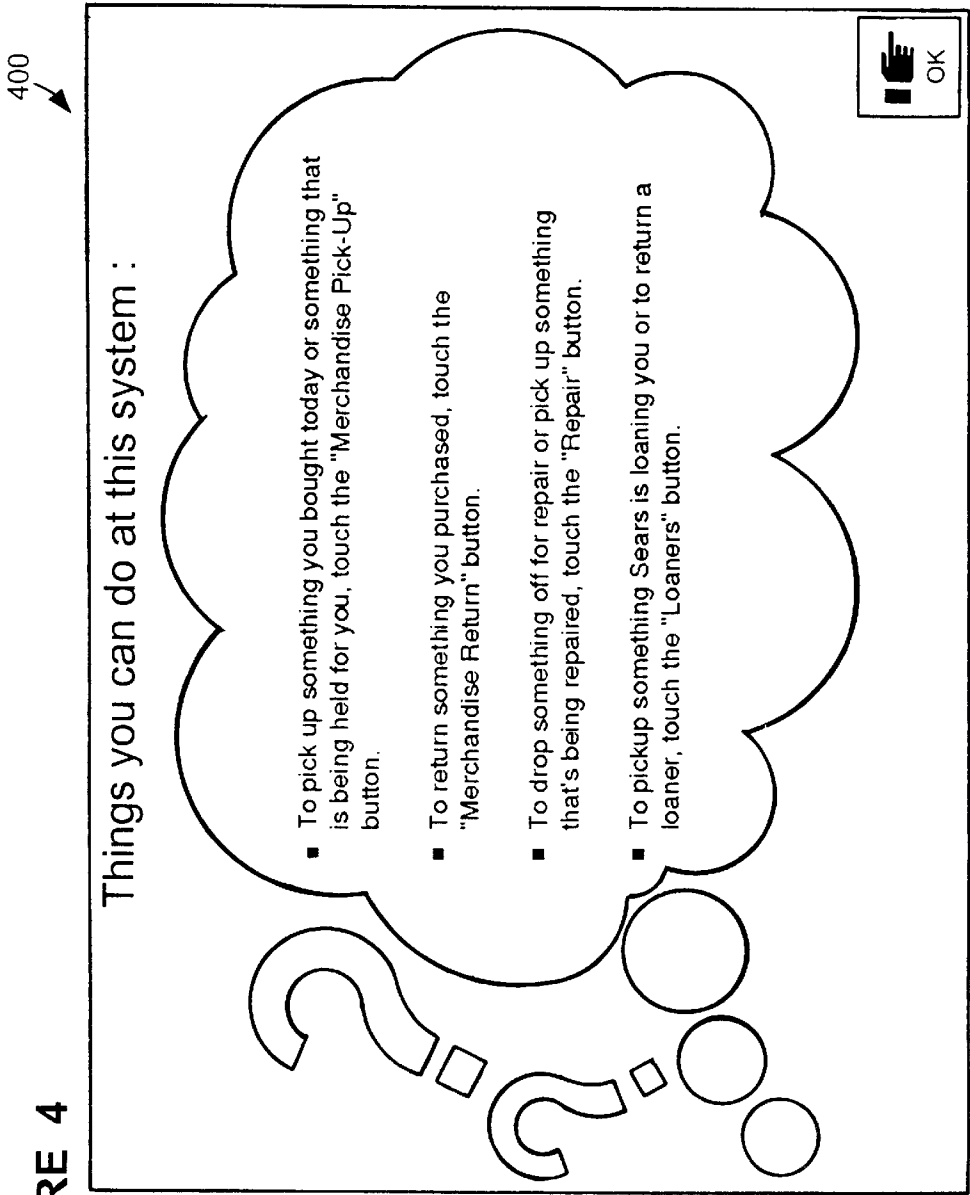 RE 4
400
Things you can do at this system :
■ To pick up something you bought today or something that
is being held for you, touch the "Merchandise Pick-Up"
button.
■ To return something you purchased, touch the
"Merchandise Return" button.
■ To drop something off for repair or pick up something
that's being repaired, touch the "Repair" button.
■ To pickup something Sears is loaning you or to return a
loaner, touch the "Loaners" button.
? ?
OK